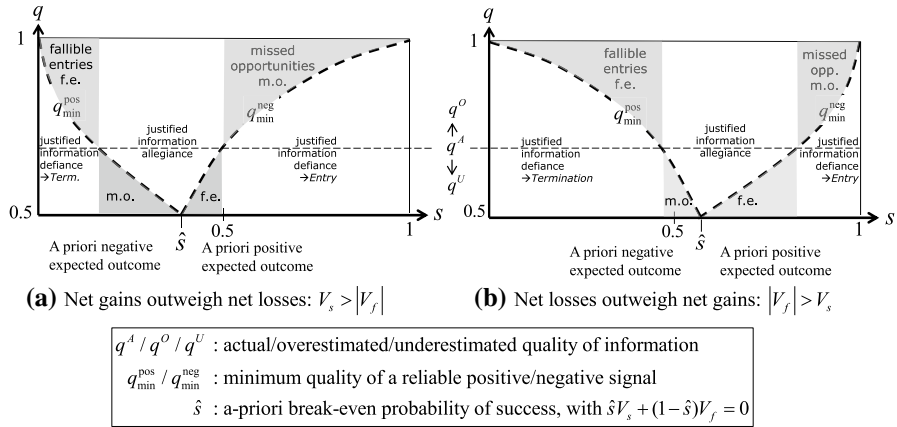 q
1
fallible
entries
f.e.
missed
opportunities
m.o.
q_min^pos
q_min^neg
justified
information
defiance
→Term.
justified
information
allegiance
justified
information
defiance
→Entry
m.o.
f.e.
0.5
ŝ
0.5
1
s
A priori negative
expected outcome
A priori positive
expected outcome
(a) Net gains outweigh net losses: V_s > |V_f|
q^O
q^A
q^U
q
1
fallible
entries
f.e.
missed
opp.
m.o.
q_min^pos
q_min^neg
justified
information
defiance
→Termination
justified
information
allegiance
justified
information
defiance
→Entry
m.o.
f.e.
0.5
0.5
ŝ
1
s
A priori negative
expected outcome
A priori positive
expected outcome
(b) Net losses outweigh net gains: |V_f| > V_s
q^A / q^O / q^U : actual/overestimated/underestimated quality of information
q_min^pos / q_min^neg : minimum quality of a reliable positive/negative signal
ŝ : a-priori break-even probability of success, with ŝV_s + (1−ŝ)V_f = 0